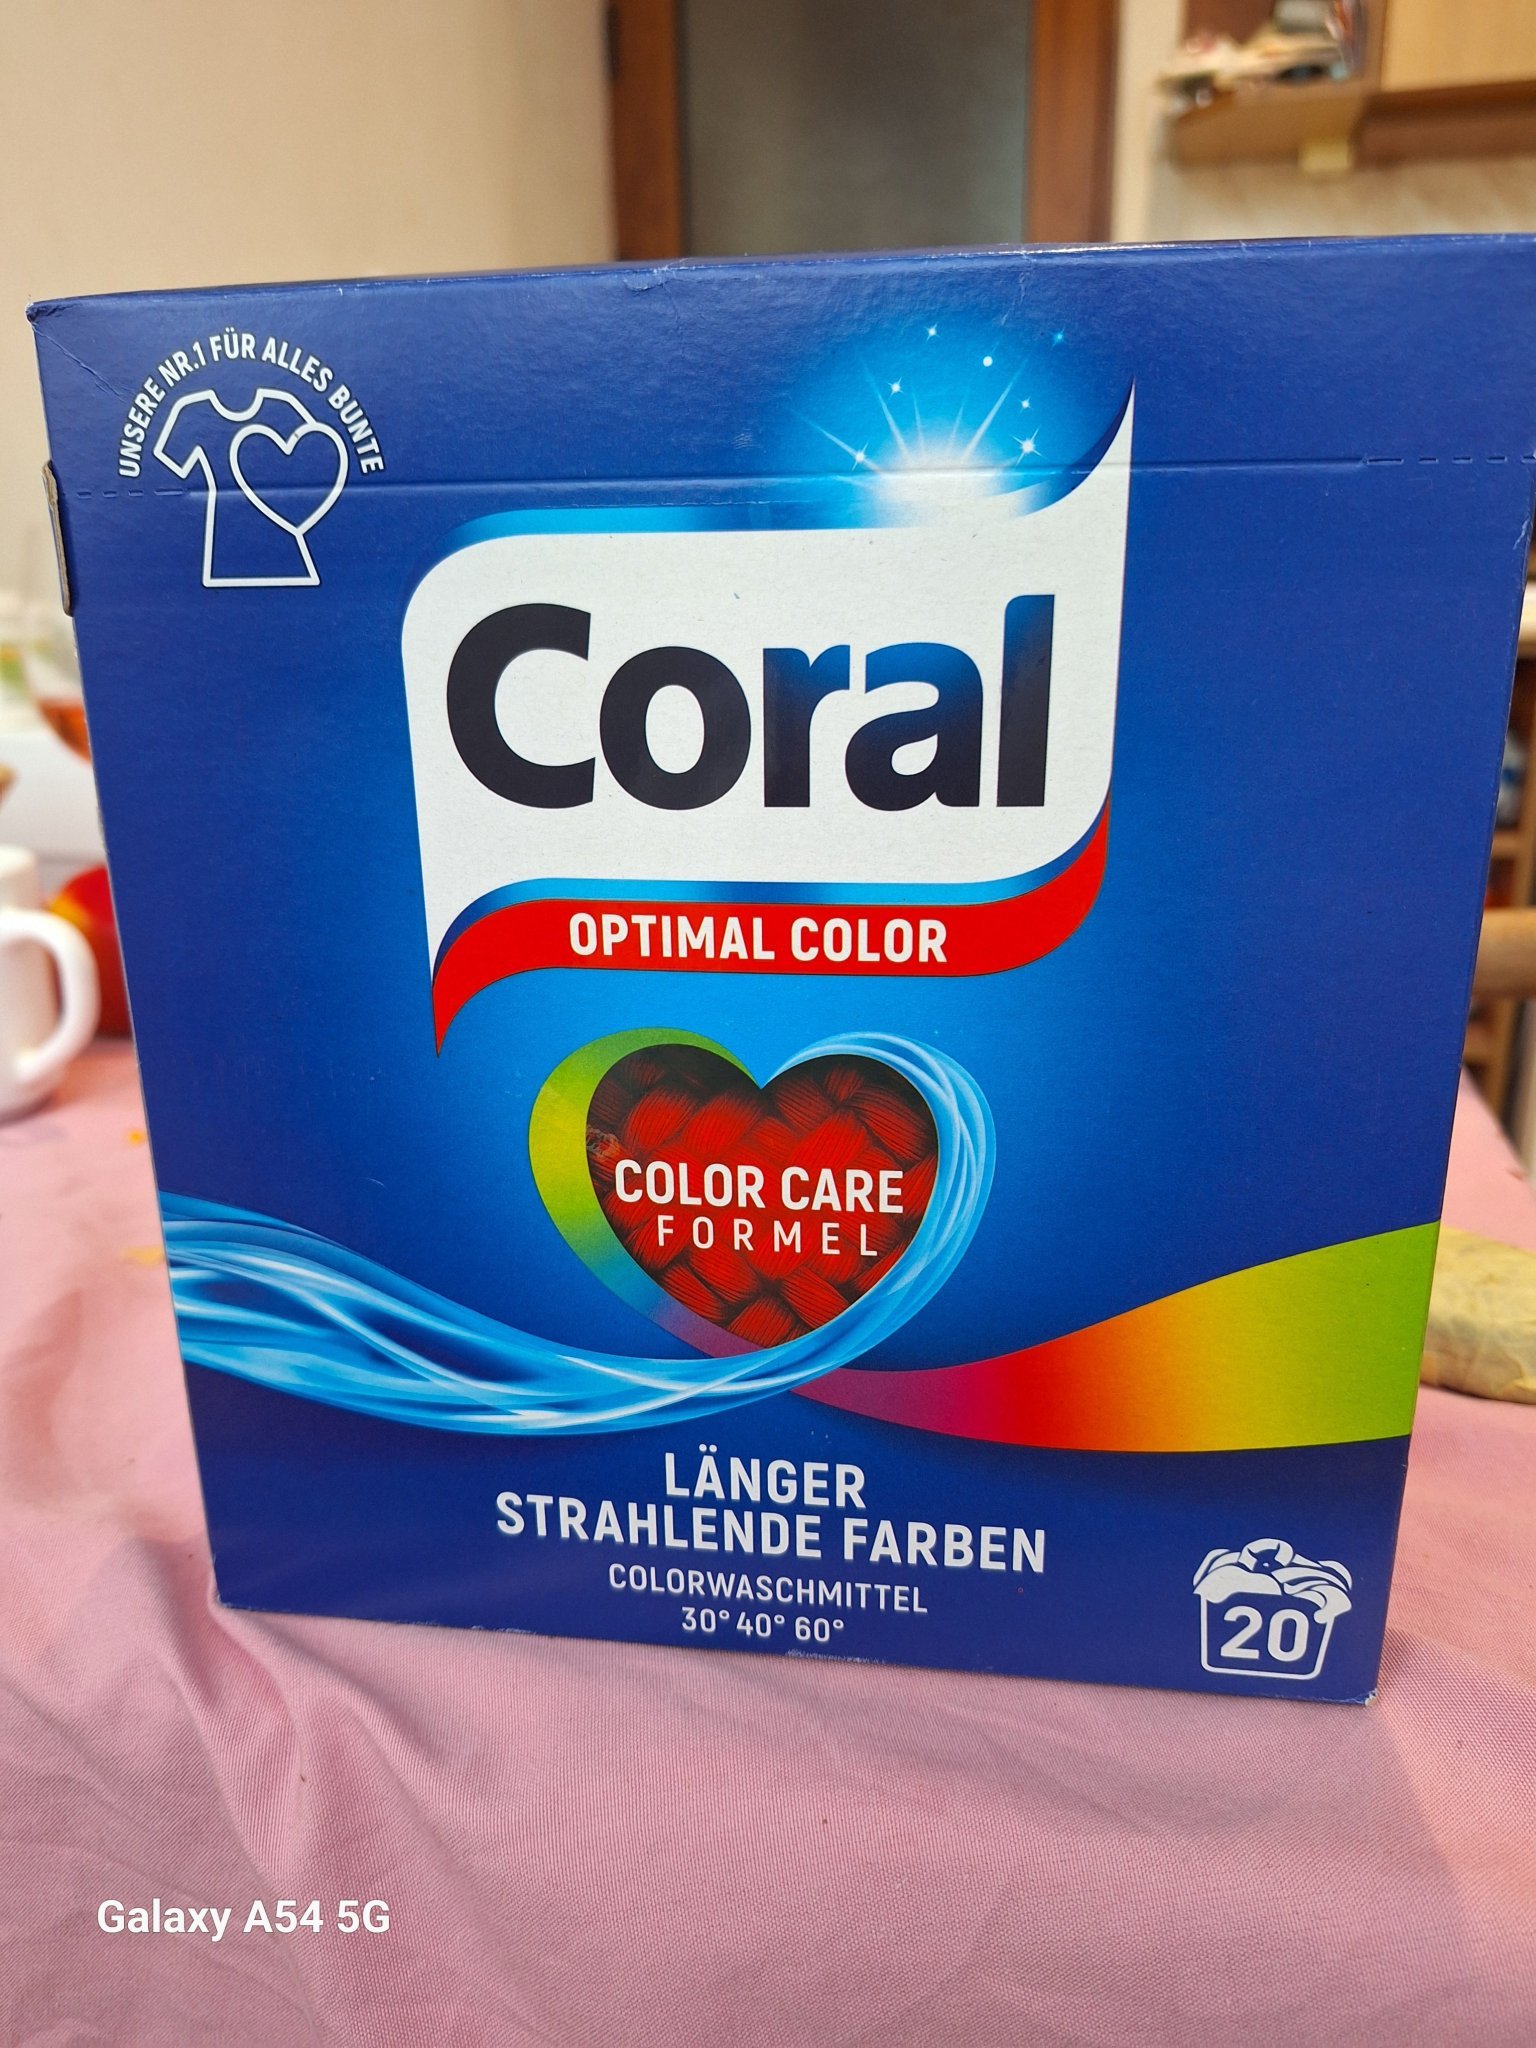 UNSERE NR.1 FÜR ALLES BUNTE
Coral
OPTIMAL COLOR
COLOR CARE
FORMEL
LÄNGER
STRAHLENDE FARBEN
COLORWASCHMITTEL
30° 40° 60°
20
Galaxy A54 5G